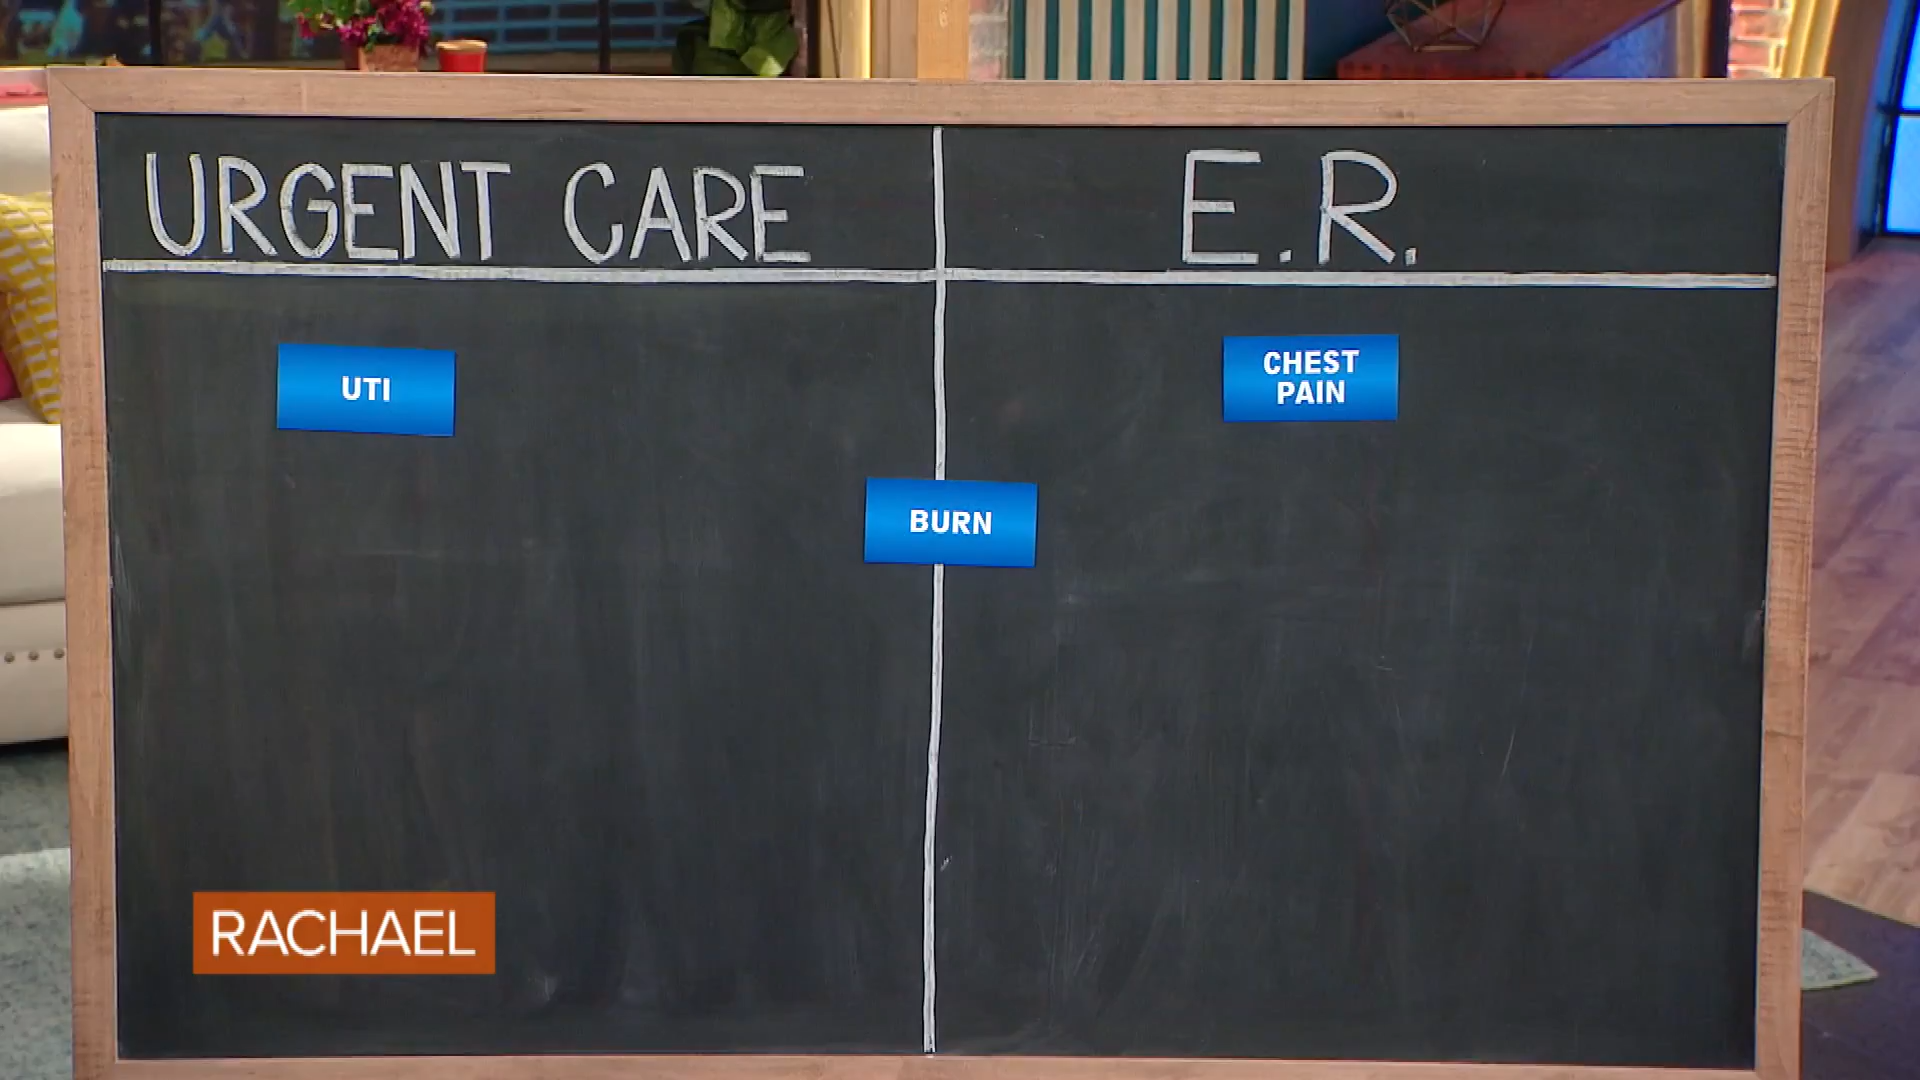 URGENT CARE
E.R.
UTI
CHEST
PAIN
BURN
RACHAEL